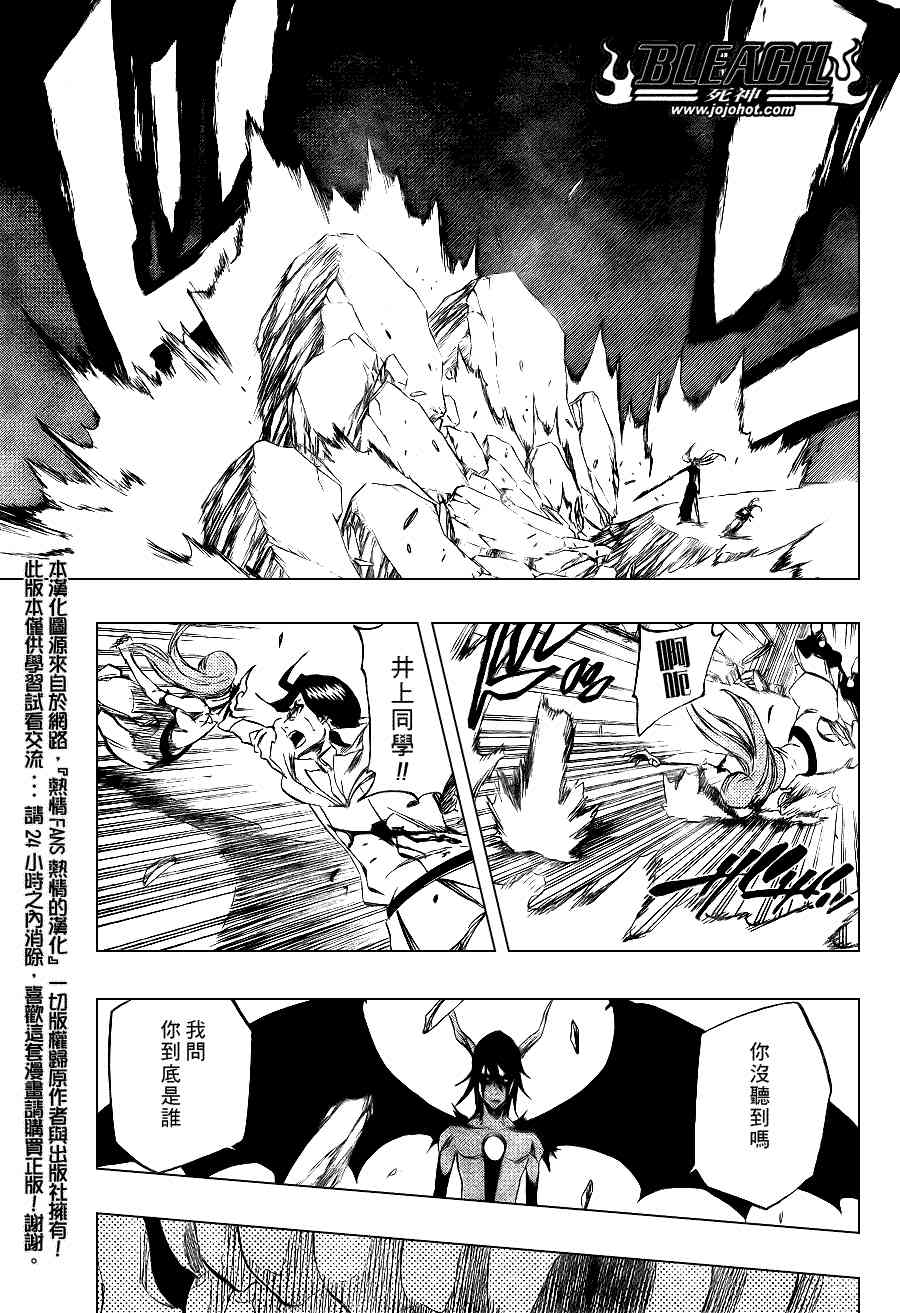 BLEACH
死神
www.jojohot.com
啊呃
ザザザ!!
井上同學!!
你沒聽到嗎
我問
你到底是誰
本漢化圖源來自於網路，『熱情FANS熱情的漢化』一切版權歸原作者與出版社擁有！
此版本僅供學習試看交流...請24小時之內消除，喜歡這套漫畫請購買正版！謝謝。